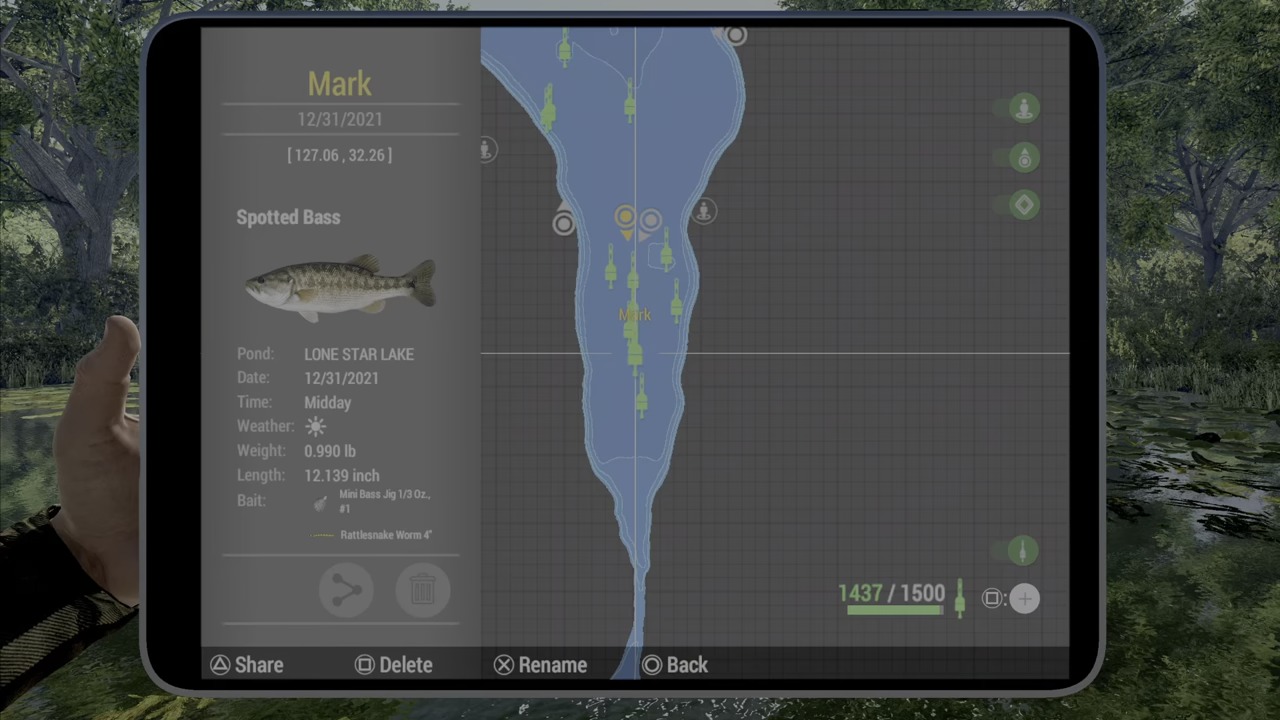 Mark
12/31/2021
[ 127.06 , 32.26 ]
Spotted Bass
Pond: LONE STAR LAKE
Date: 12/31/2021
Time: Midday
Weather:
Weight: 0.990 lb
Length: 12.139 inch
Bait: Mini Bass Jig 1/3 Oz.,
#1
Rattlesnake Worm 4"
Mark
1437 / 1500
:
Share
Delete
Rename
Back